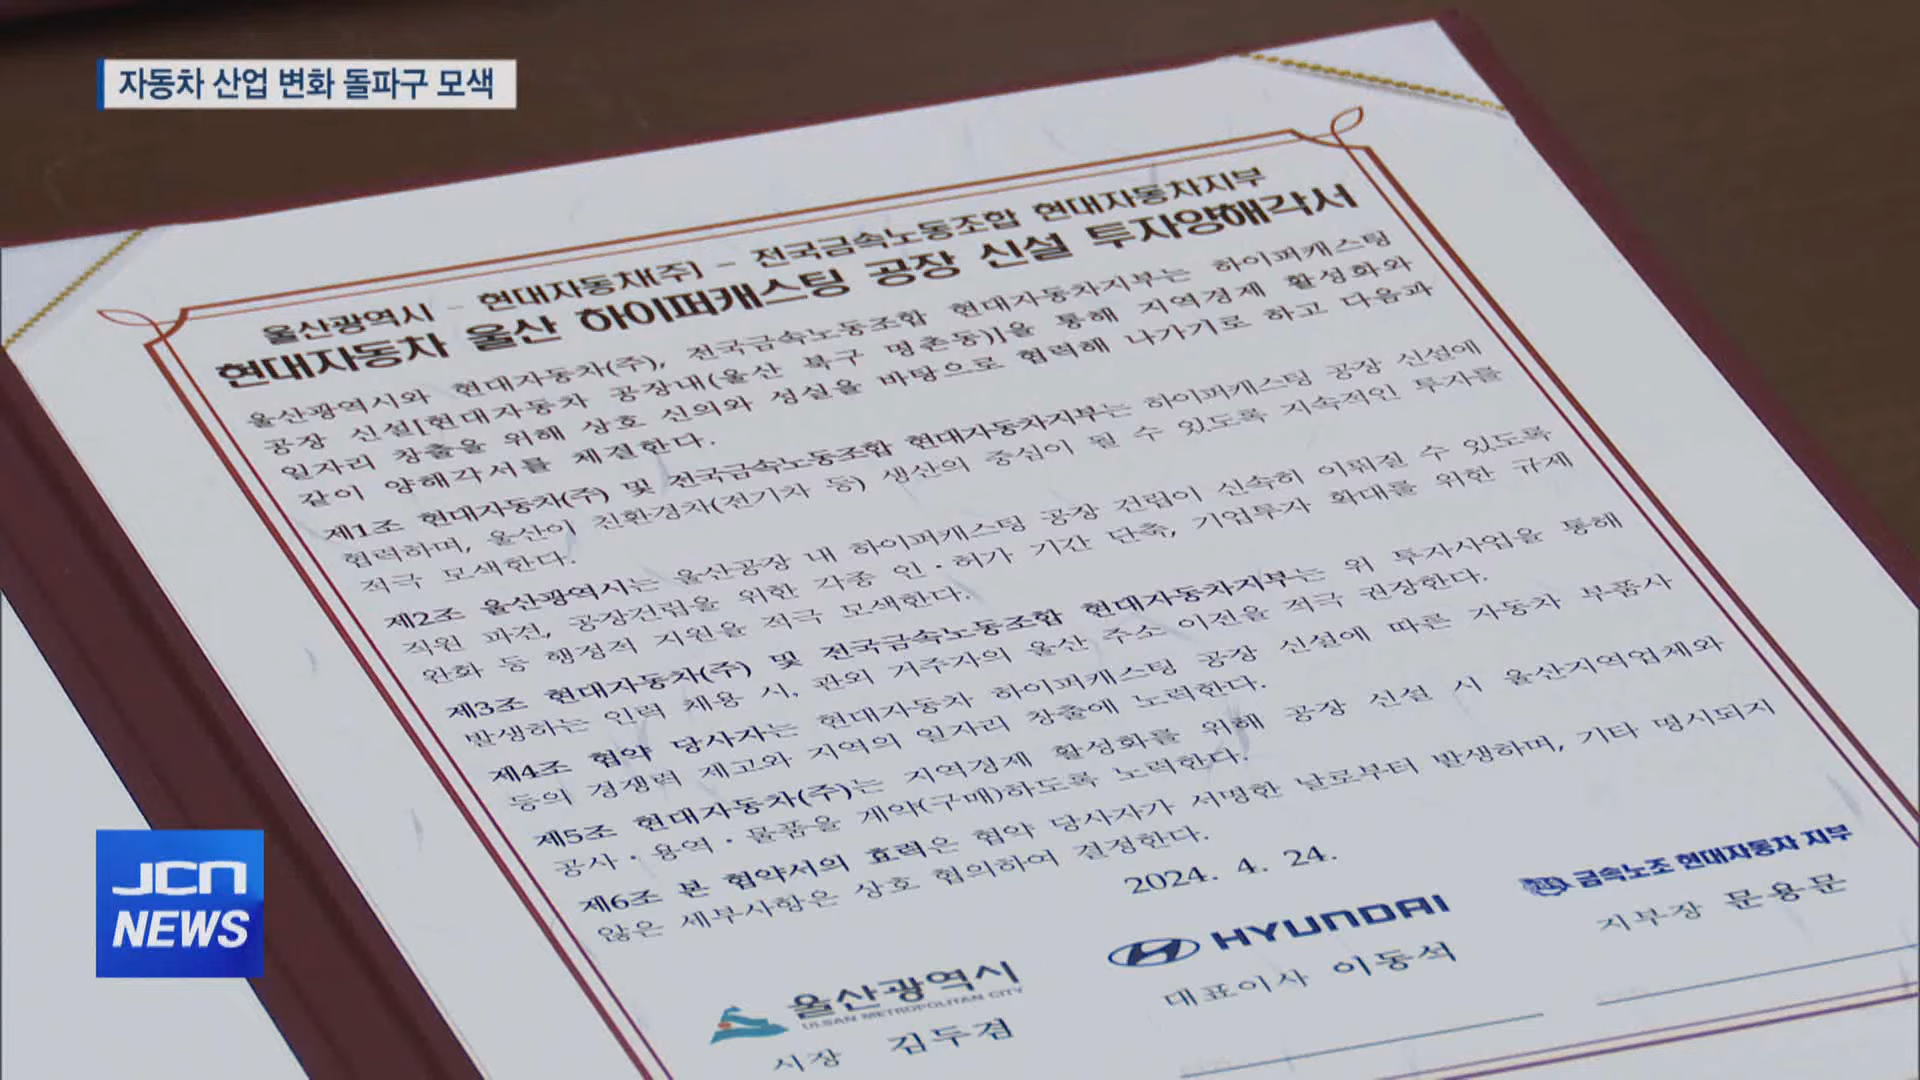 자동차 산업 변화 돌파구 모색
울산광역시 - 현대자동차(주) - 전국금속노동조합 현대자동차지부
현대자동차 울산 하이퍼캐스팅 공장 신설 투자양해각서
울산광역시와 현대자동차(주), 전국금속노동조합 현대자동차지부는 하이퍼캐스팅
공장 신설[현대자동차 공장내(울산 북구 명촌동)]을 통해 지역경제 활성화와
일자리 창출을 위해 상호 신의와 성실을 바탕으로 협력해 나가기로 하고 다음과
같이 양해각서를 체결한다.
제1조 현대자동차(주) 및 전국금속노동조합 현대자동차지부는 하이퍼캐스팅 공장 신설에
협력하며, 울산이 친환경차(전기차 등) 생산의 중심이 될 수 있도록 지속적인 투자를
적극 모색한다.
제2조 울산광역시는 울산공장 내 하이퍼캐스팅 공장 건립이 신속히 이뤄질 수 있도록
직원 파견, 공장건립을 위한 각종 인·허가 기간 단축, 기업투자 확대를 위한 규제
완화 등 행정적 지원을 적극 모색한다.
제3조 현대자동차(주) 및 전국금속노동조합 현대자동차지부는 위 투자사업을 통해
발생하는 인력 채용 시, 관외 거주자의 울산 주소 이전을 적극 권장한다.
제4조 협약 당사자는 현대자동차 하이퍼캐스팅 공장 신설에 따른 자동차 부품사
등의 경쟁력 제고와 지역의 일자리 창출에 노력한다.
제5조 현대자동차(주)는 지역경제 활성화를 위해 공장 신설 시 울산지역업체와
공사·용역·물품을 계약(구매)하도록 노력한다.
제6조 본 협약서의 효력은 협약 당사자가 서명한 날로부터 발생하며, 기타 명시되지
않은 세부사항은 상호 협의하여 결정한다.
2024. 4. 24.
울산광역시
ULSAN METROPOLITAN CITY
시장 김두겸
HYUNDAI
대표이사 이동석
금속노조 현대자동차 지부
지부장 문용문
JCN
NEWS